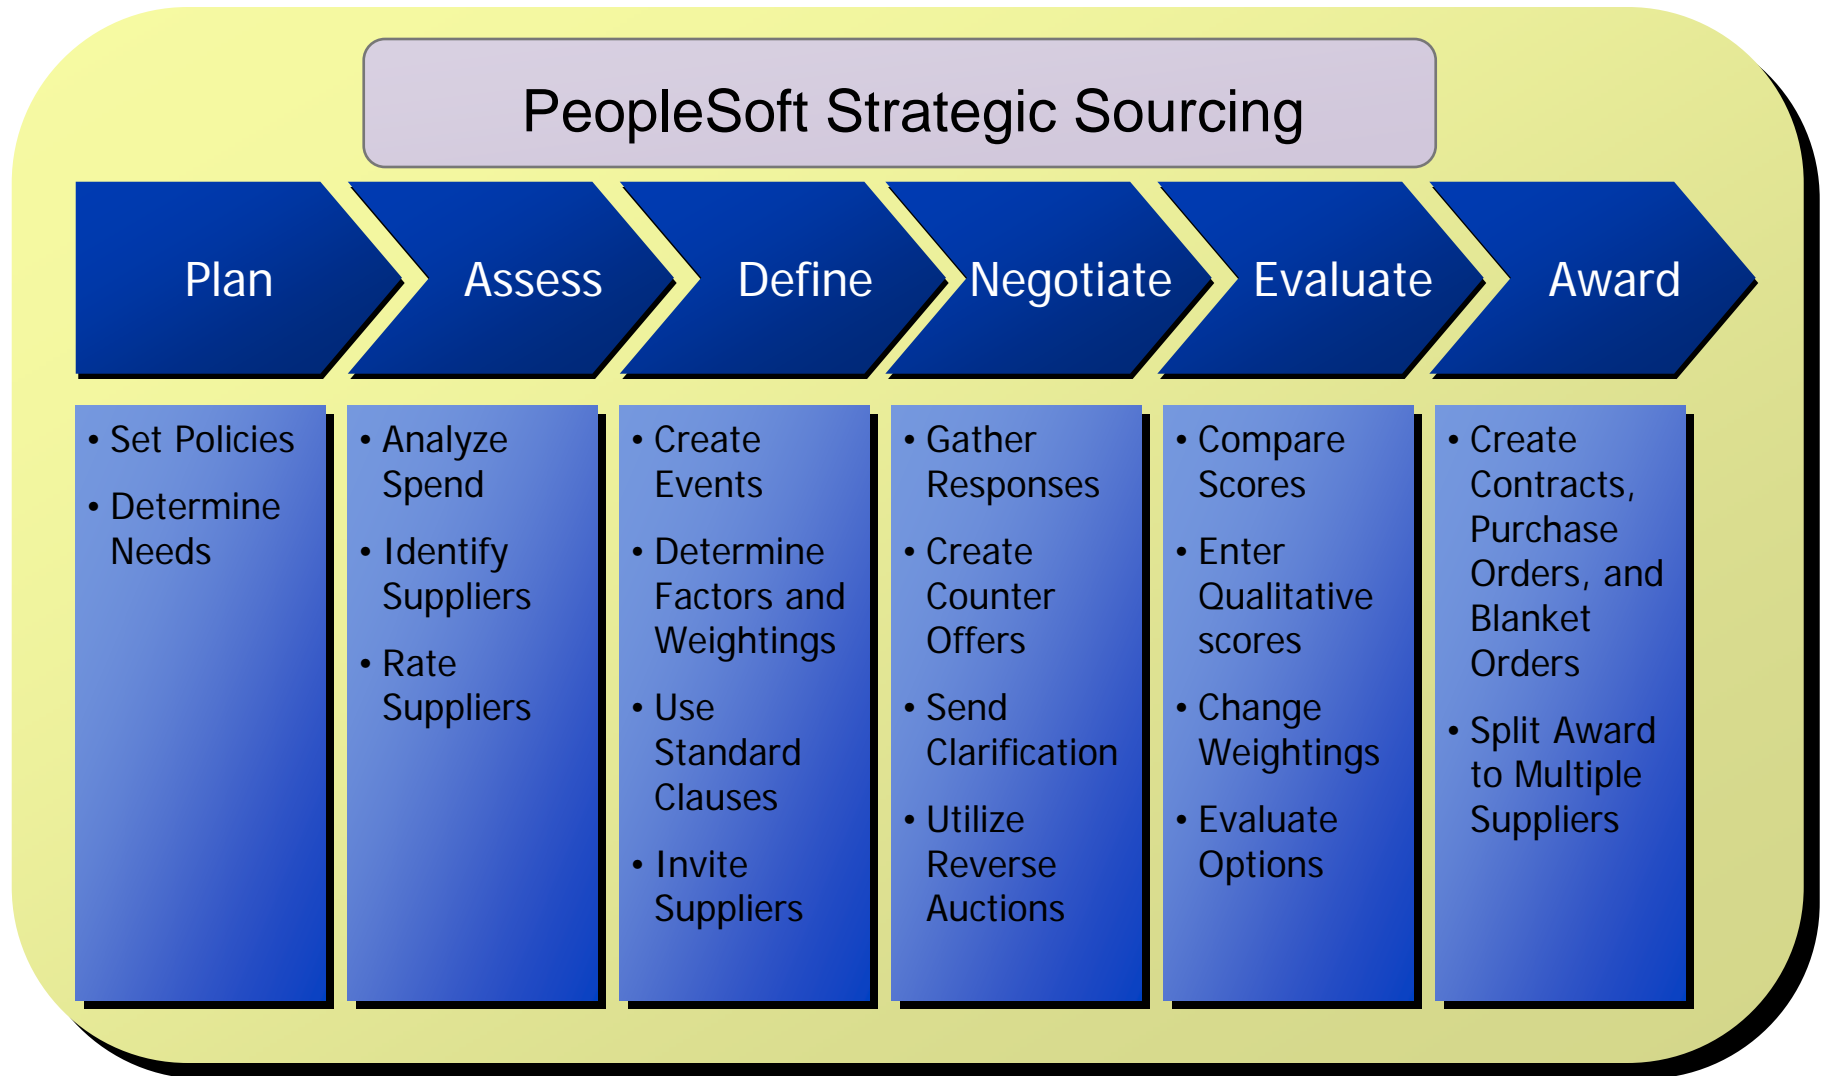 PeopleSoft Strategic Sourcing
Plan
Assess
Define
Negotiate
Evaluate
Award
• Set Policies
• Determine
Needs
• Analyze
Spend
• Identify
Suppliers
• Rate
Suppliers
• Create
Events
• Determine
Factors and
Weightings
• Use
Standard
Clauses
• Invite
Suppliers
• Gather
Responses
• Create
Counter
Offers
• Send
Clarification
• Utilize
Reverse
Auctions
• Compare
Scores
• Enter
Qualitative
scores
• Change
Weightings
• Evaluate
Options
• Create
Contracts,
Purchase
Orders, and
Blanket
Orders
• Split Award
to Multiple
Suppliers